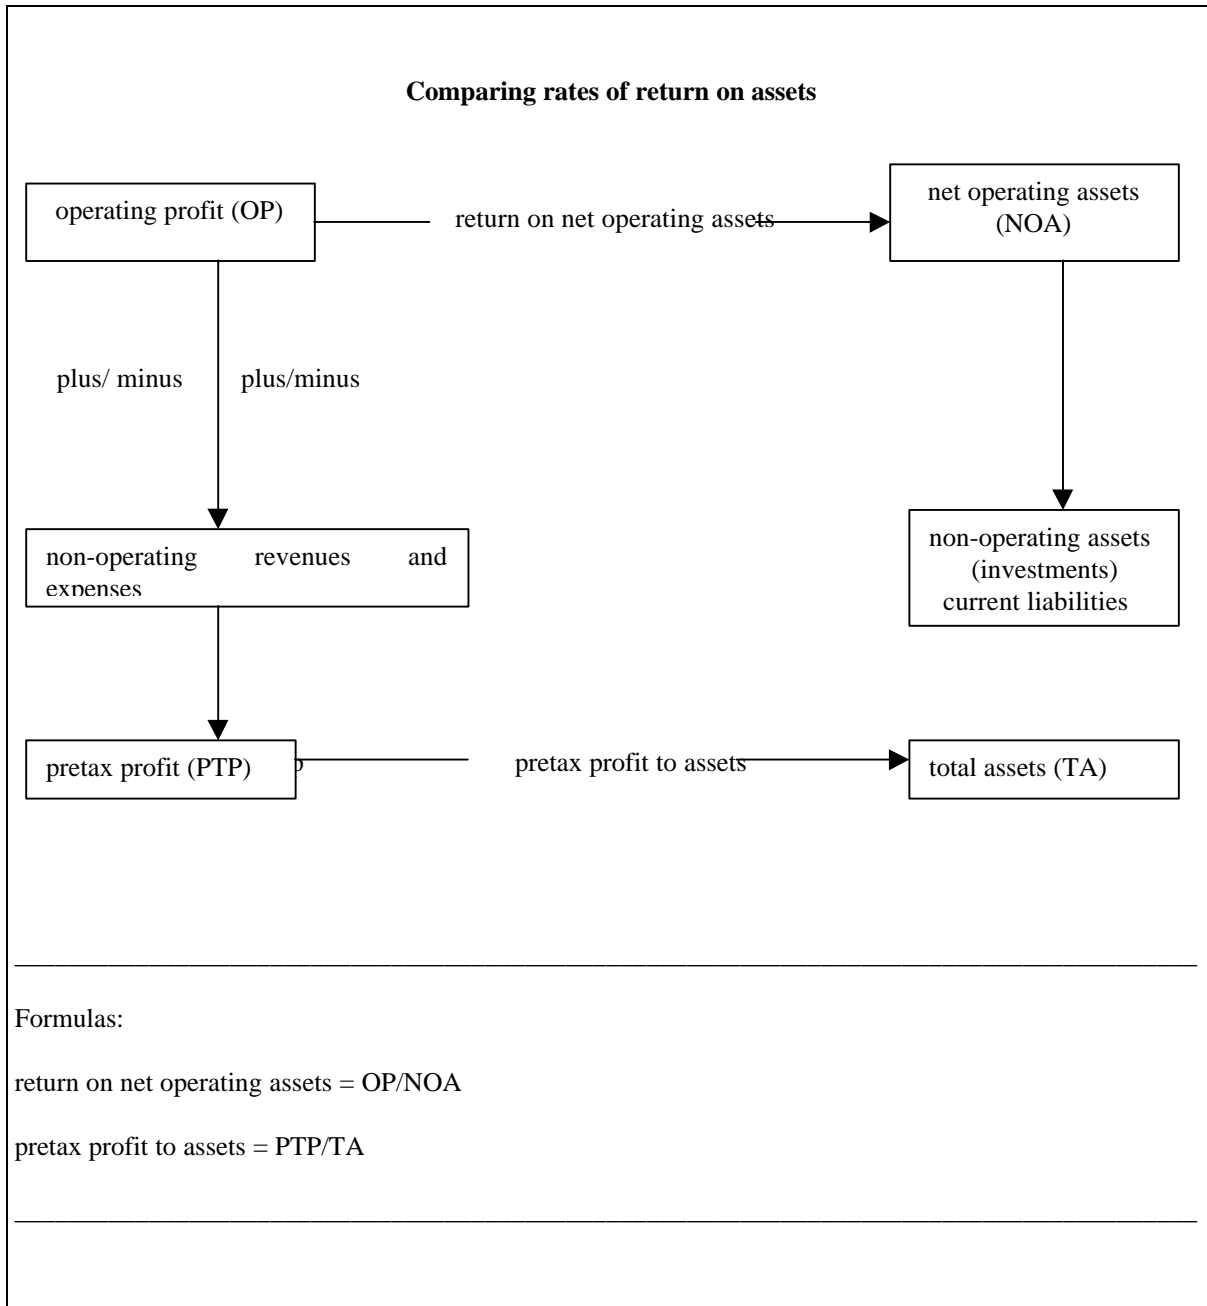 Comparing rates of return on assets
operating profit (OP)
return on net operating assets
net operating assets
(NOA)
plus/ minus
plus/minus
non-operating revenues and
expenses
non-operating assets
(investments)
current liabilities
pretax profit (PTP)
pretax profit to assets
total assets (TA)
Formulas:
return on net operating assets = OP/NOA
pretax profit to assets = PTP/TA